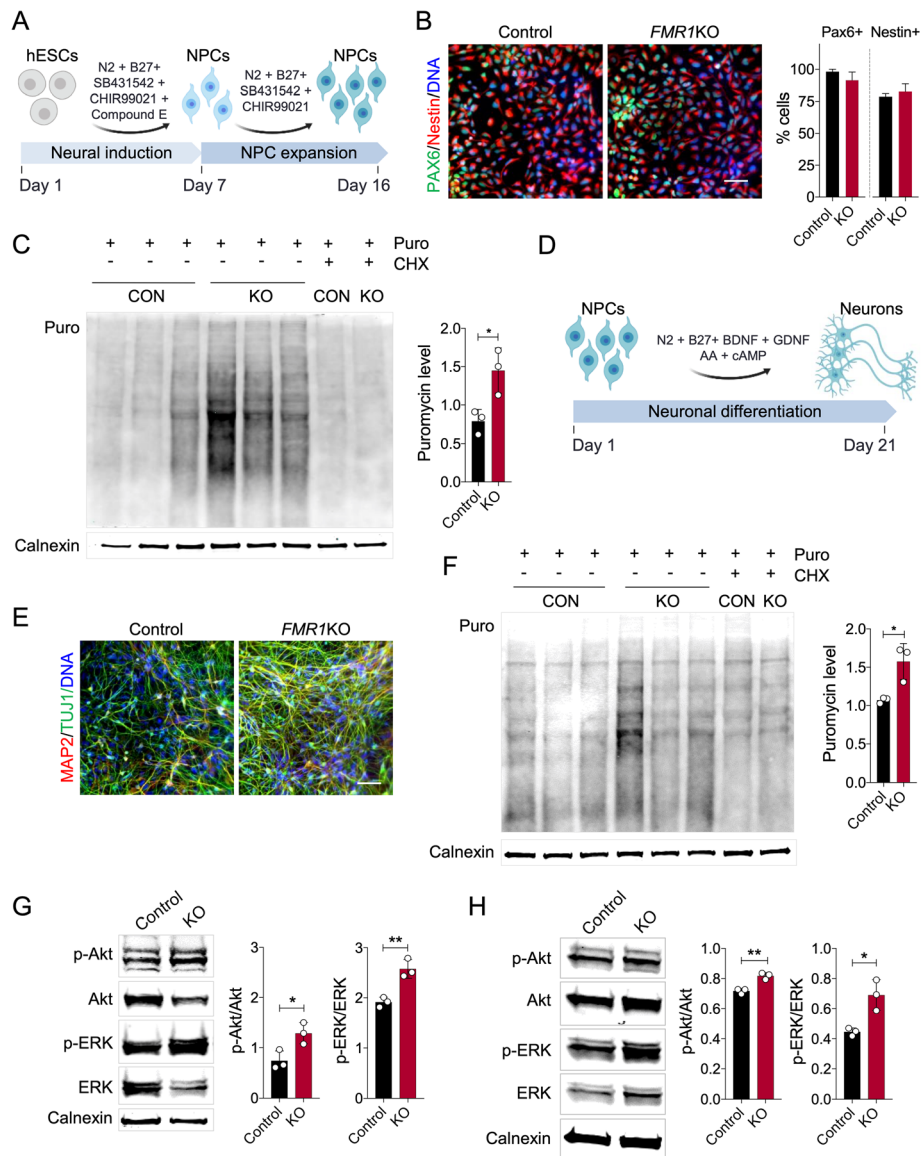 A
hESCs
N2 + B27+
SB431542 +
CHIR99021 +
Compound E
NPCs
N2 + B27+
SB431542 +
CHIR99021
NPCs
Neural induction
NPC expansion
Day 1
Day 7
Day 16
B
Control
FMR1KO
PAX6/Nestin/DNA
Pax6+ Nestin+
% cells
100
75
50
25
0
Control
KO
Control
KO
C
+ + + + + + + + Puro
- - - - - - + + CHX
CON
KO
CON KO
Puro
Calnexin
Puromycin level
2.0
1.5
1.0
0.5
0.0
*
Control
KO
D
NPCs
N2 + B27+ BDNF + GDNF
AA + cAMP
Neurons
Neuronal differentiation
Day 1
Day 21
E
Control
FMR1KO
MAP2/TUJ1/DNA
F
+ + + + + + + + Puro
- - - - - - + + CHX
CON
KO
CON KO
Puro
Calnexin
Puromycin level
2.0
1.5
1.0
0.5
0.0
*
Control
KO
G
Control
KO
p-Akt
Akt
p-ERK
ERK
Calnexin
p-Akt/Akt
3
2
1
0
*
Control
KO
p-ERK/ERK
3
2
1
0
**
Control
KO
H
Control
KO
p-Akt
Akt
p-ERK
ERK
Calnexin
p-Akt/Akt
1.0
0.8
0.6
0.4
0.2
0.0
**
Control
KO
p-ERK/ERK
1.0
0.8
0.6
0.4
0.2
0
*
Control
KO